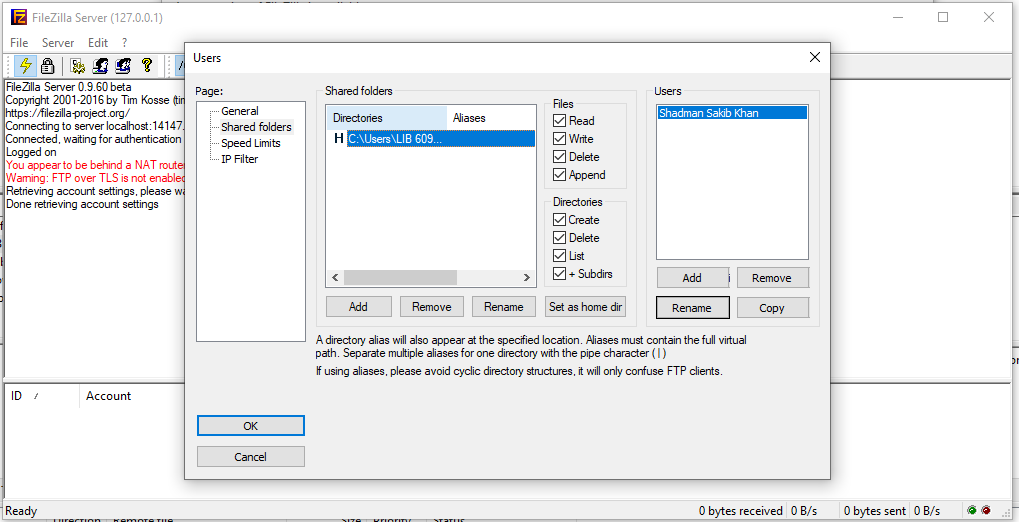 FileZilla Server (127.0.0.1)
File Server Edit ?
FileZilla Server 0.9.60 beta
Copyright 2001-2016 by Tim Kosse (tim
https://filezilla-project.org/
Connecting to server localhost:14147.
Connected, waiting for authentication
Logged on
You appear to be behind a NAT route
Warning: FTP over TLS is not enabled
Retrieving account settings, please wa
Done retrieving account settings
Users
Page:
General
Shared folders
Speed Limits
IP Filter
OK
Cancel
Shared folders
Directories Aliases
H C:\Users\LIB 609...
Add Remove Rename Set as home dir
Files
Read
Write
Delete
Append
Directories
Create
Delete
List
+ Subdirs
Users
Shadman Sakib Khan
Add Remove
Rename Copy
A directory alias will also appear at the specified location. Aliases must contain the full virtual
path. Separate multiple aliases for one directory with the pipe character ( | )
If using aliases, please avoid cyclic directory structures, it will only confuse FTP clients.
ID / Account
Ready 0 bytes received 0 B/s 0 bytes sent 0 B/s
Direction Remote file Size Priority Status